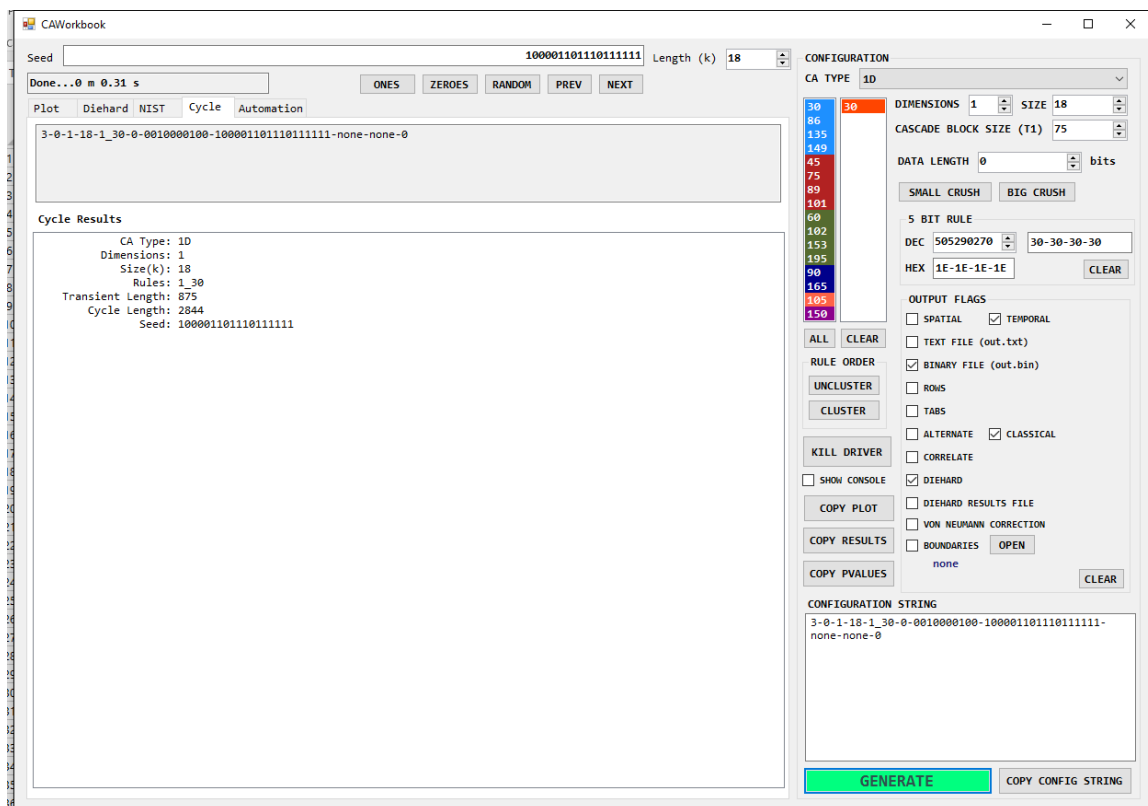 CAWorkbook
Seed 100001101110111111 Length (k) 18
Done...0 m 0.31 s
ONES ZEROES RANDOM PREV NEXT
Plot Diehard NIST Cycle Automation
3-0-1-18-1_30-0-0010000100-100001101110111111-none-none-0
Cycle Results
CA Type: 1D
Dimensions: 1
Size(k): 18
Rules: 1_30
Transient Length: 875
Cycle Length: 2844
Seed: 100001101110111111
CONFIGURATION
CA TYPE 1D
30
86
135
149
45
75
89
101
60
102
153
195
90
165
105
150
30
ALL CLEAR
RULE ORDER
UNCLUSTER
CLUSTER
KILL DRIVER
SHOW CONSOLE
COPY PLOT
COPY RESULTS
COPY PVALUES
DIMENSIONS 1 SIZE 18
CASCADE BLOCK SIZE (T1) 75
DATA LENGTH 0 bits
SMALL CRUSH BIG CRUSH
5 BIT RULE
DEC 505290270 30-30-30-30
HEX 1E-1E-1E-1E CLEAR
OUTPUT FLAGS
SPATIAL TEMPORAL
TEXT FILE (out.txt)
BINARY FILE (out.bin)
ROWS
TABS
ALTERNATE CLASSICAL
CORRELATE
DIEHARD
DIEHARD RESULTS FILE
VON NEUMANN CORRECTION
BOUNDARIES OPEN
none
CLEAR
CONFIGURATION STRING
3-0-1-18-1_30-0-0010000100-100001101110111111-
none-none-0
GENERATE COPY CONFIG STRING